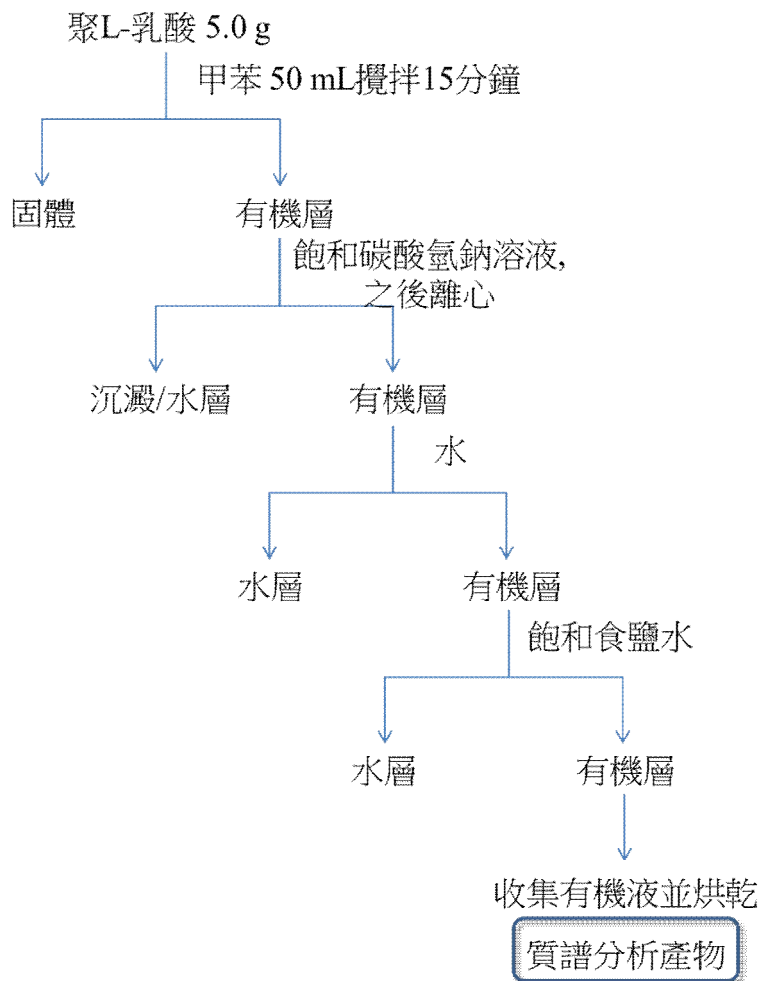 聚L-乳酸 5.0 g
甲苯 50 mL攪拌15分鐘
固體
有機層
飽和碳酸氫鈉溶液,
之後離心
沉澱/水層
有機層
水
水層
有機層
飽和食鹽水
水層
有機層
收集有機液並烘乾
質譜分析產物